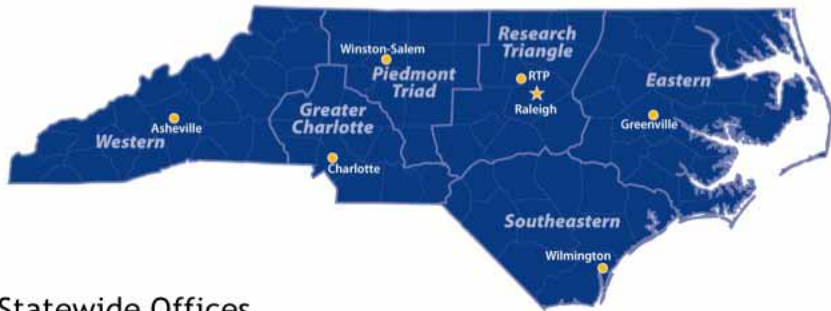 Research
Triangle
Winston-Salem
Piedmont
Triad
RTP
Raleigh
Eastern
Greenville
Greater
Charlotte
Asheville
Western
Charlotte
Southeastern
Wilmington
Statewide Offices